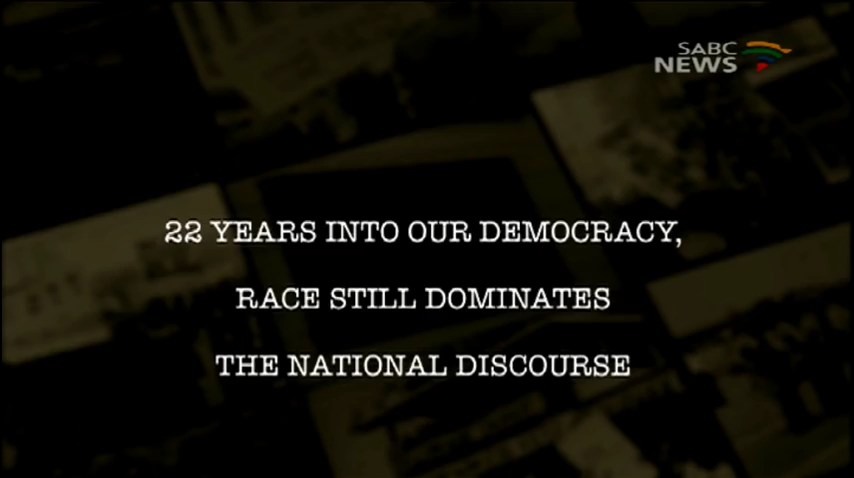 SABC
NEWS
22 YEARS INTO OUR DEMOCRACY,
RACE STILL DOMINATES
THE NATIONAL DISCOURSE